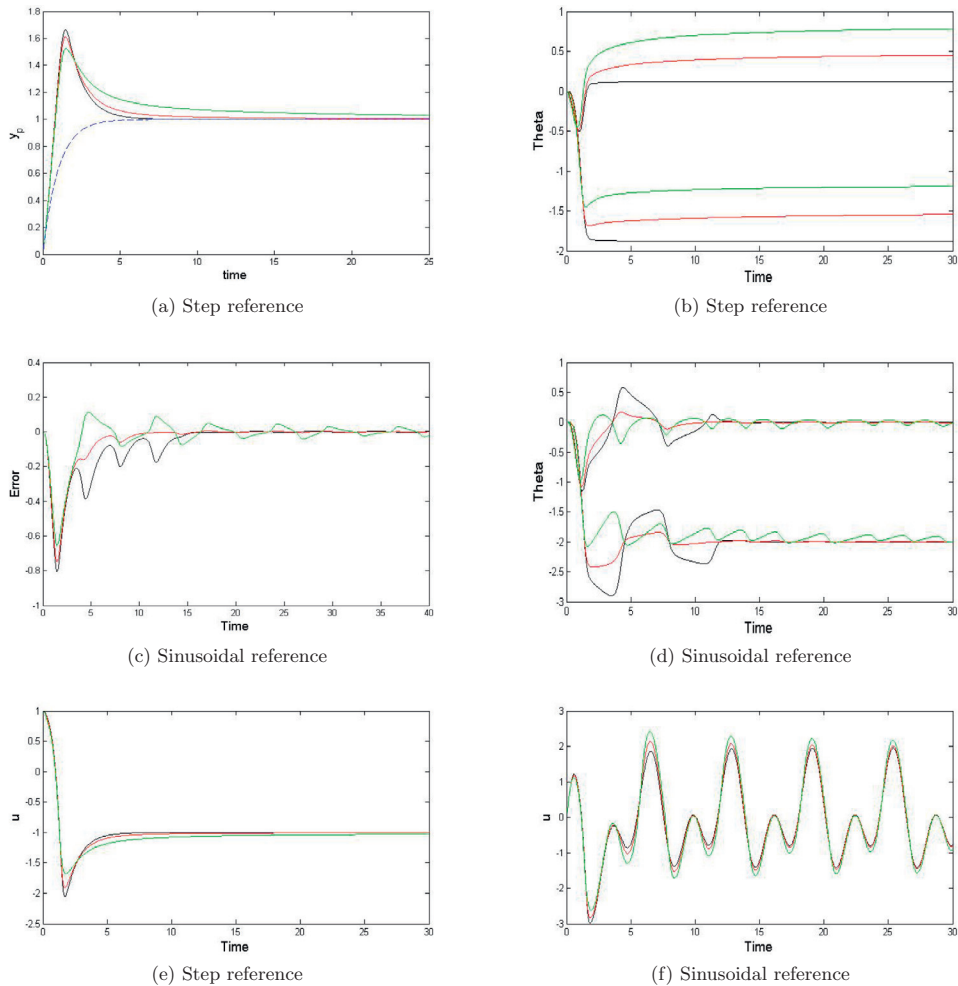 1.8
1.6
1.4
1.2
1
0.8
0.6
0.4
0.2
0
y_p
0 5 10 15 20 25
time
(a) Step reference
1
0.5
0
-0.5
-1
-1.5
-2
Theta
0 5 10 15 20 25 30
Time
(b) Step reference
0.4
0.2
0
-0.2
-0.4
-0.6
-0.8
-1
Error
0 5 10 15 20 25 30 35 40
Time
(c) Sinusoidal reference
1
0.5
0
-0.5
-1
-1.5
-2
-2.5
-3
Theta
0 5 10 15 20 25 30
Time
(d) Sinusoidal reference
1
0.5
0
-0.5
-1
-1.5
-2
-2.5
u
0 5 10 15 20 25 30
Time
(e) Step reference
3
2
1
0
-1
-2
-3
u
0 5 10 15 20 25 30
Time
(f) Sinusoidal reference